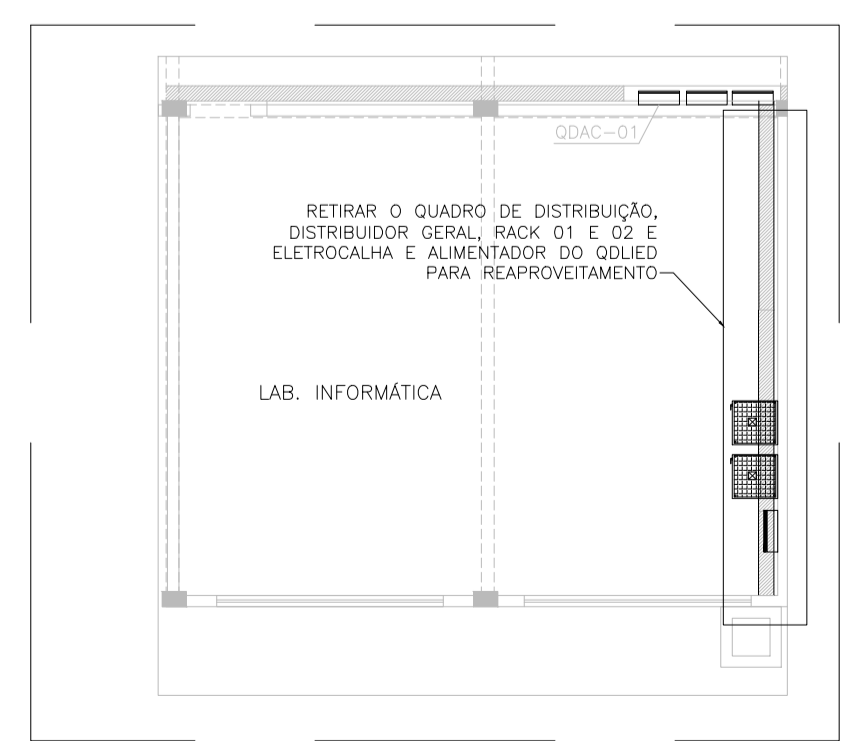 QDAC-01
RETIRAR O QUADRO DE DISTRIBUIÇÃO,
DISTRIBUIDOR GERAL, RACK 01 E 02 E
ELETROCALHA E ALIMENTADOR DO QDLIED
PARA REAPROVEITAMENTO
LAB. INFORMÁTICA